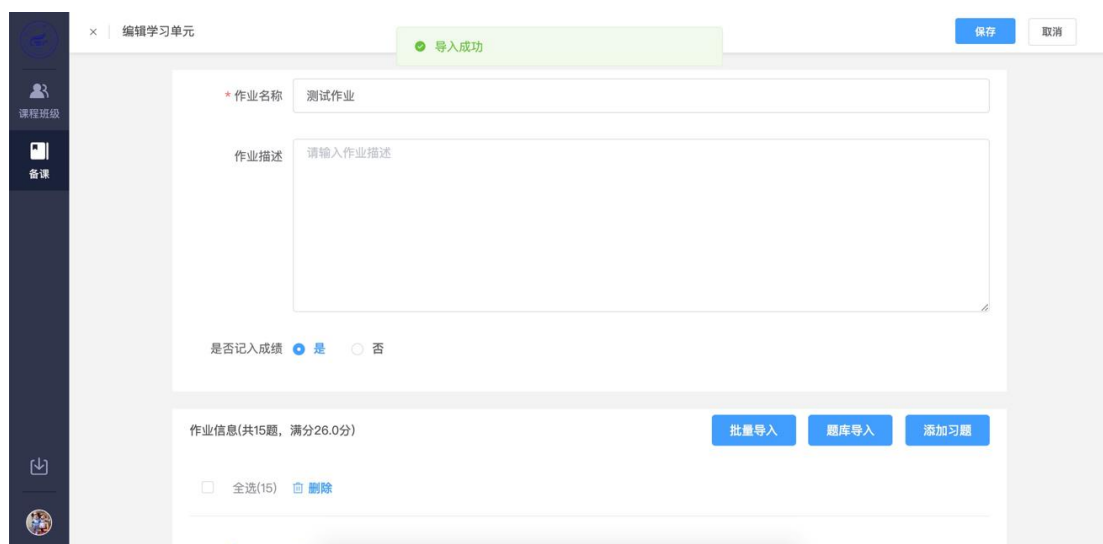 × 编辑学习单元
导入成功
保存 取消
课程班级
备课
* 作业名称 测试作业
作业描述 请输入作业描述
是否记入成绩 是 否
作业信息(共15题，满分26.0分) 批量导入 题库导入 添加习题
全选(15) 删除